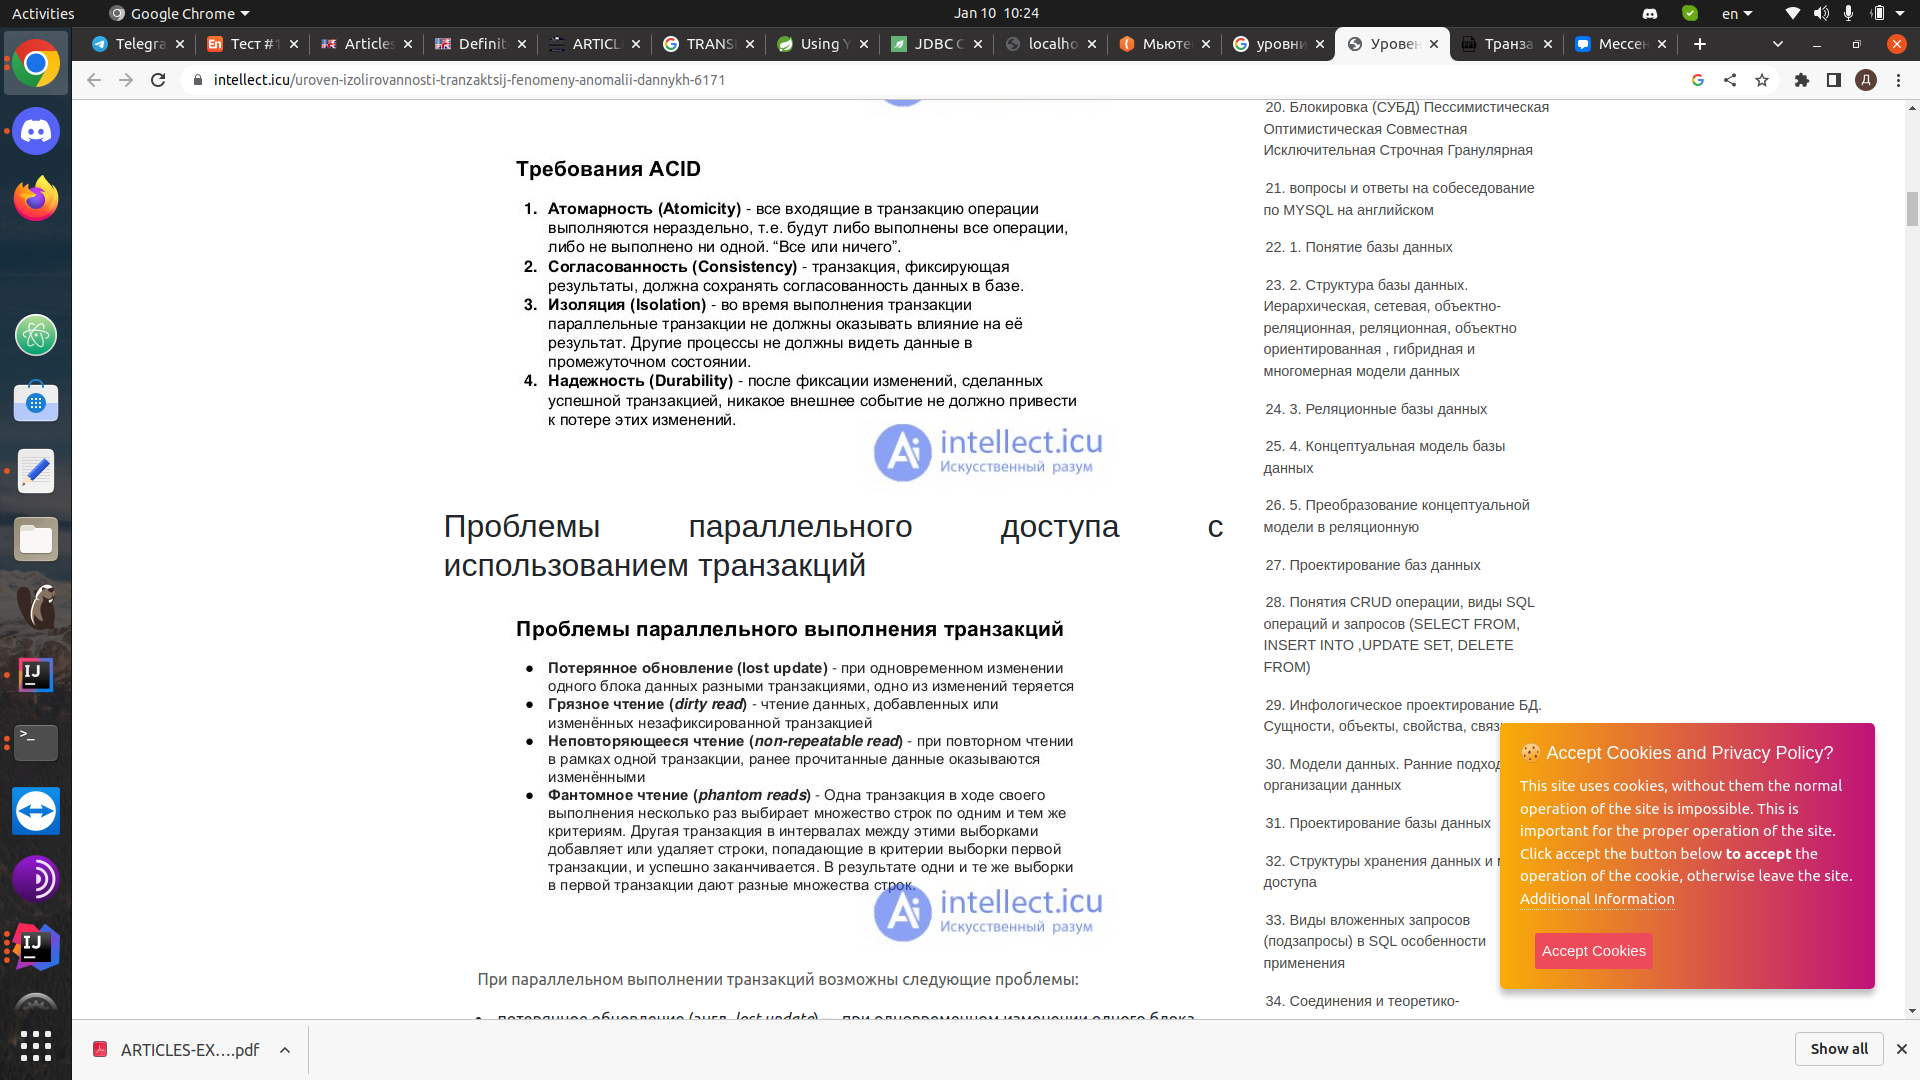 Activities
Google Chrome
Jan 10 10:24
en
Telegra
Тест #1
Articles
Definit
ARTICL
TRANS
Using
JDBC
localho
Мьюте
уровни
Уровен
Транза
Мессен
intellect.icu/uroven-izolirovannosti-tranzaktsij-fenomeny-anomalii-dannykh-6171
Д
Требования ACID
1. Атомарность (Atomicity) - все входящие в транзакцию операции
выполняются нераздельно, т.е. будут либо выполнены все операции,
либо не выполнено ни одной. “Все или ничего”.
2. Согласованность (Consistency) - транзакция, фиксирующая
результаты, должна сохранять согласованность данных в базе.
3. Изоляция (Isolation) - во время выполнения транзакции
параллельные транзакции не должны оказывать влияние на её
результат. Другие процессы не должны видеть данные в
промежуточном состоянии.
4. Надежность (Durability) - после фиксации изменений, сделанных
успешной транзакцией, никакое внешнее событие не должно привести
к потере этих изменений.
Ai intellect.icu
Искусственный разум
Проблемы параллельного доступа с
использованием транзакций
Проблемы параллельного выполнения транзакций
● Потерянное обновление (lost update) - при одновременном изменении
одного блока данных разными транзакциями, одно из изменений теряется
● Грязное чтение (dirty read) - чтение данных, добавленных или
изменённых незафиксированной транзакцией
● Неповторяющееся чтение (non-repeatable read) - при повторном чтении
в рамках одной транзакции, ранее прочитанные данные оказываются
изменёнными
● Фантомное чтение (phantom reads) - Одна транзакция в ходе своего
выполнения несколько раз выбирает множество строк по одним и тем же
критериям. Другая транзакция в интервалах между этими выборками
добавляет или удаляет строки, попадающие в критерии выборки первой
транзакции, и успешно заканчивается. В результате одни и те же выборки
в первой транзакции дают разные множества строк.
Ai intellect.icu
Искусственный разум
При параллельном выполнении транзакций возможны следующие проблемы:
потерянное обновление (англ. lost update) — при одновременном изменении одного блока
20. Блокировка (СУБД) Пессимистическая
Оптимистическая Совместная
Исключительная Строчная Гранулярная
21. вопросы и ответы на собеседование
по MYSQL на английском
22. 1. Понятие базы данных
23. 2. Структура базы данных.
Иерархическая, сетевая, объектно-
реляционная, реляционная, объектно
ориентированная , гибридная и
многомерная модели данных
24. 3. Реляционные базы данных
25. 4. Концептуальная модель базы
данных
26. 5. Преобразование концептуальной
модели в реляционную
27. Проектирование баз данных
28. Понятия CRUD операции, виды SQL
операций и запросов (SELECT FROM,
INSERT INTO ,UPDATE SET, DELETE
FROM)
29. Инфологическое проектирование БД.
Сущности, объекты, свойства, связ
30. Модели данных. Ранние подход
организации данных
31. Проектирование базы данных
32. Структуры хранения данных и
доступа
33. Виды вложенных запросов
(подзапросы) в SQL особенности
применения
34. Соединения и теоретико-
🍪 Accept Cookies and Privacy Policy?
This site uses cookies, without them the normal
operation of the site is impossible. This is
important for the proper operation of the site.
Click accept the button below to accept the
operation of the cookie, otherwise leave the site.
Additional Information
Accept Cookies
ARTICLES-EX....pdf
Show all